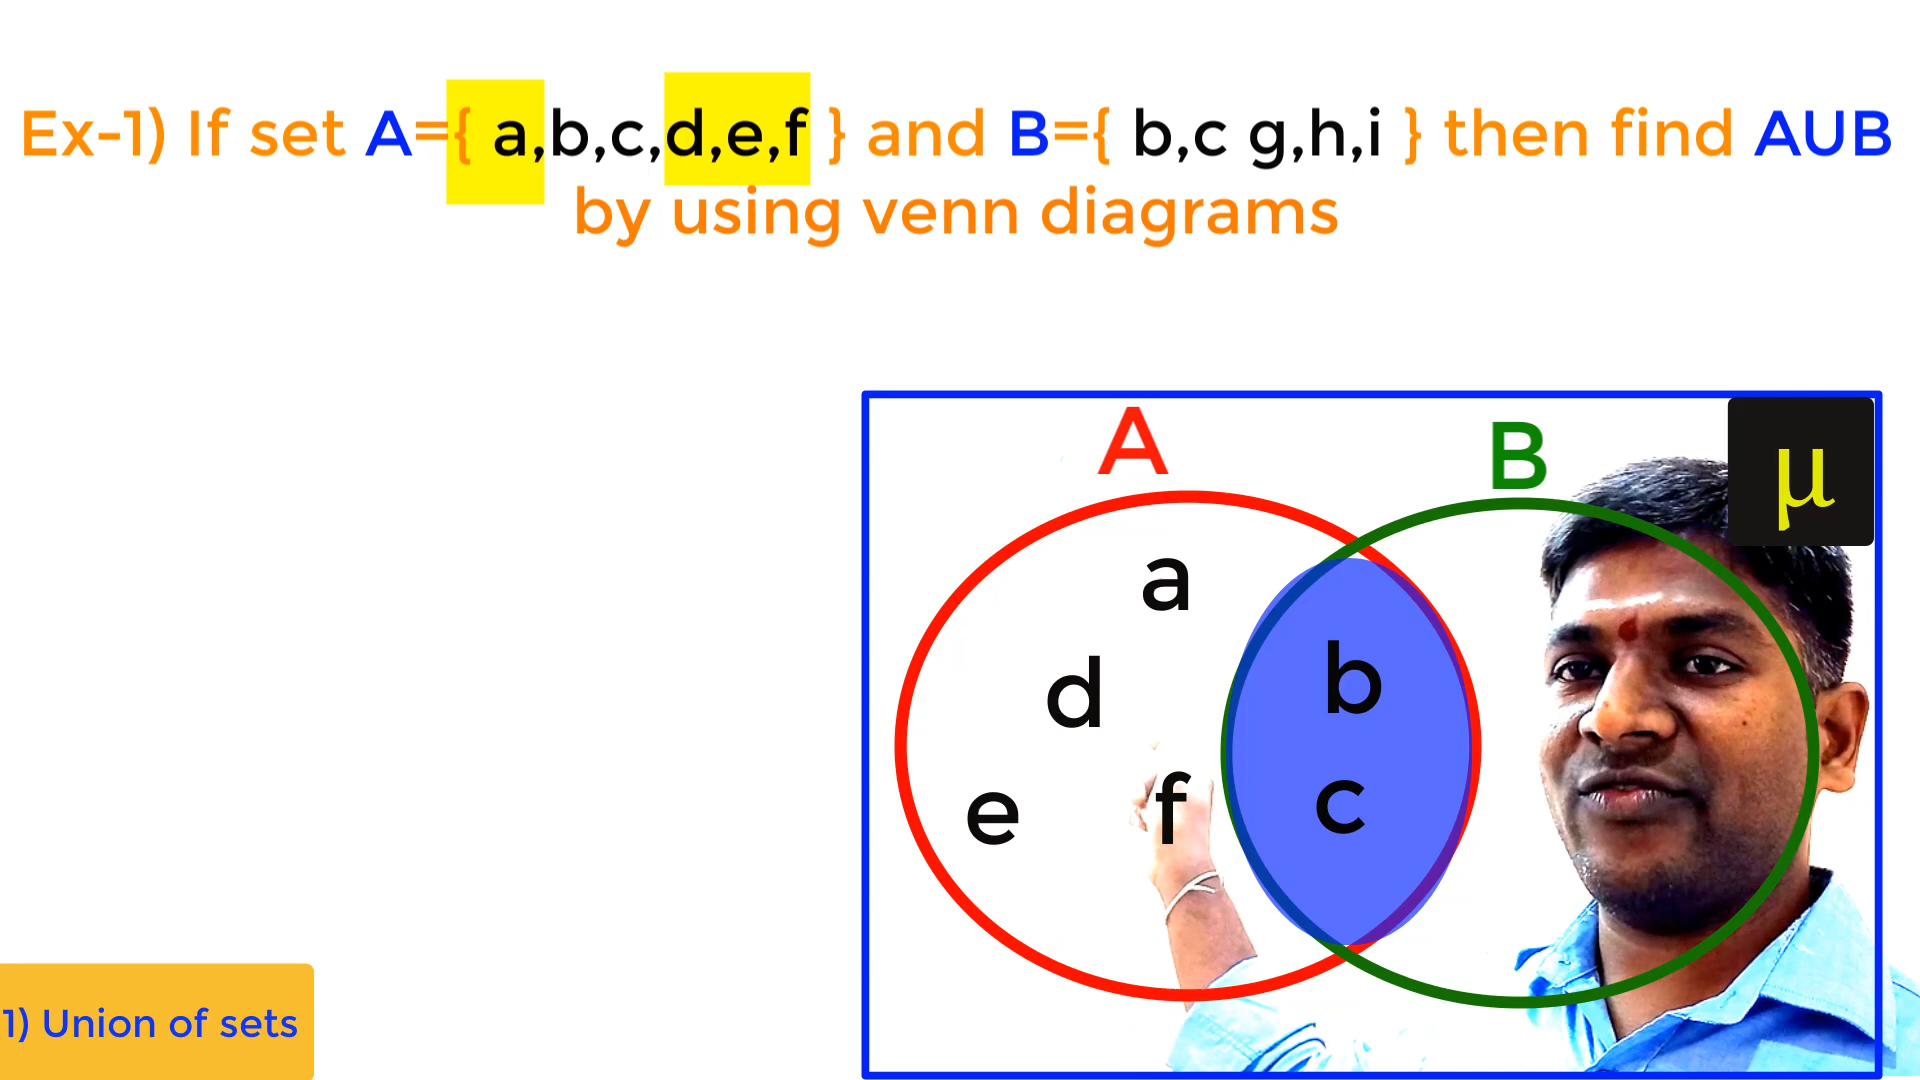 Ex-1) If set A={ a,b,c,d,e,f } and B={ b,c g,h,i } then find AUB
by using venn diagrams
A
B
μ
a
d
b
e
f
c
1) Union of sets